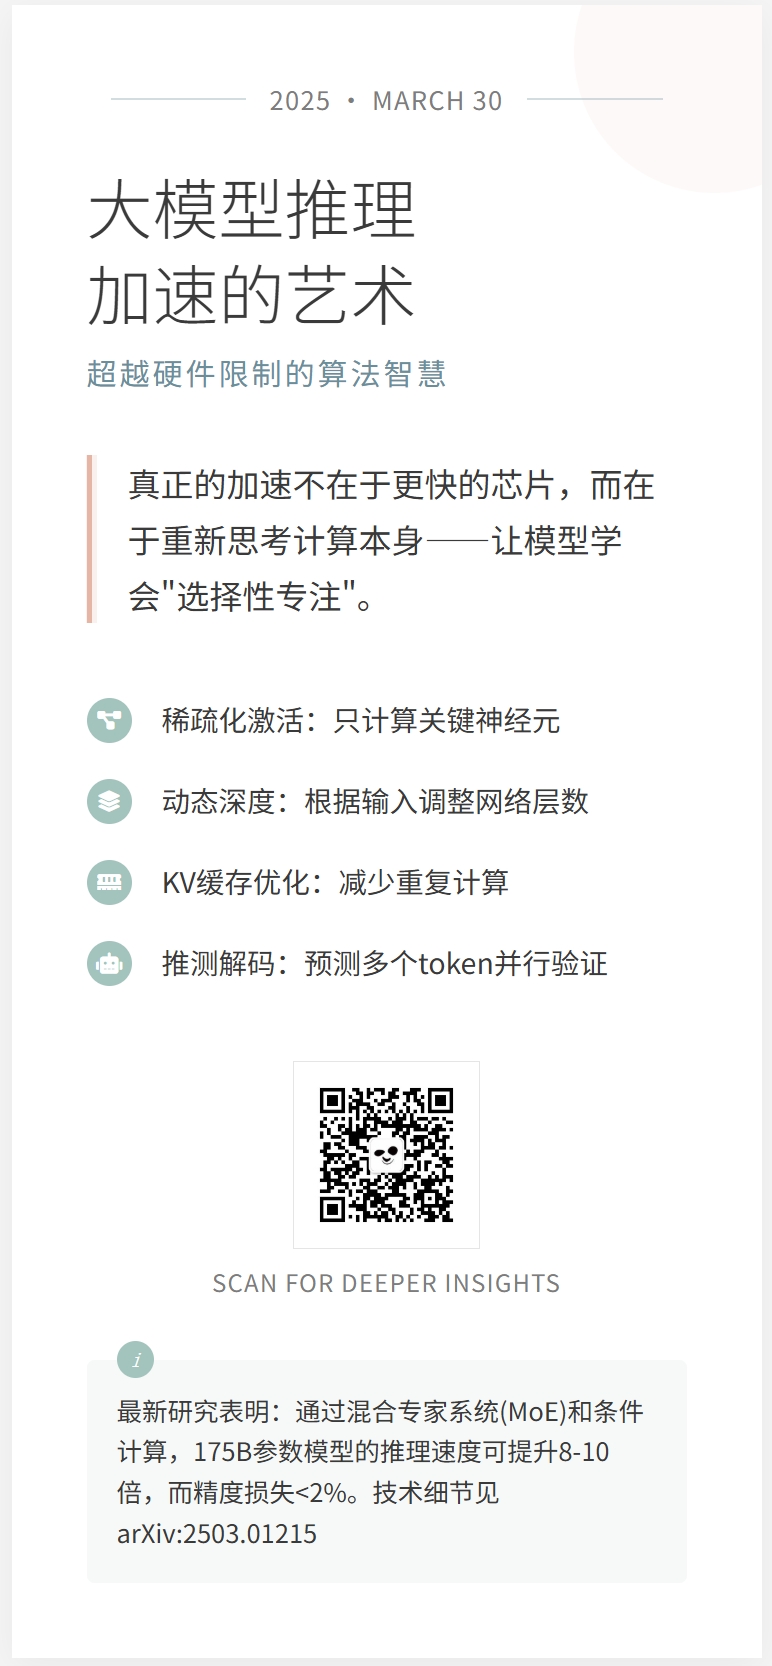 2025 • MARCH 30
大模型推理
加速的艺术
超越硬件限制的算法智慧
真正的加速不在于更快的芯片，而在
于重新思考计算本身——让模型学
会"选择性专注"。
稀疏化激活：只计算关键神经元
动态深度：根据输入调整网络层数
KV缓存优化：减少重复计算
推测解码：预测多个token并行验证
SCAN FOR DEEPER INSIGHTS
i
最新研究表明：通过混合专家系统(MoE)和条件
计算，175B参数模型的推理速度可提升8-10
倍，而精度损失<2%。技术细节见
arXiv:2503.01215